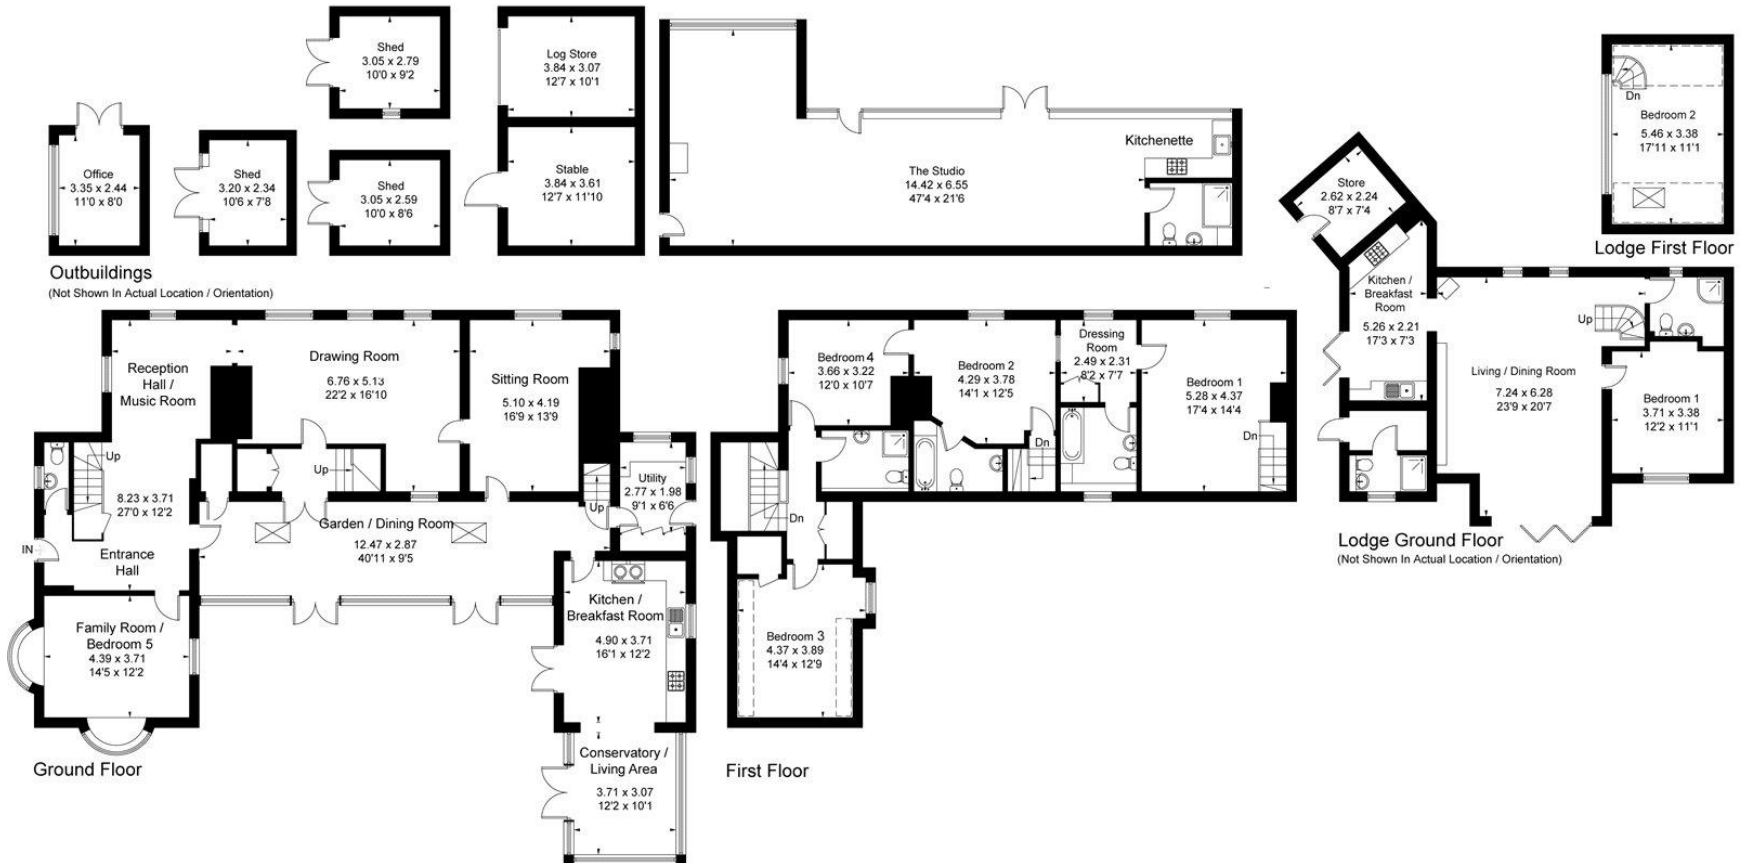 Shed
3.05 x 2.79
10'0 x 9'2
Log Store
3.84 x 3.07
12'7 x 10'1
Office
3.35 x 2.44
11'0 x 8'0
Shed
3.20 x 2.34
10'6 x 7'8
Shed
3.05 x 2.59
10'0 x 8'6
Stable
3.84 x 3.61
12'7 x 11'10
Outbuildings
(Not Shown In Actual Location / Orientation)
Kitchenette
The Studio
14.42 x 6.55
47'4 x 21'6
Dn
Bedroom 2
5.46 x 3.38
17'11 x 11'1
Lodge First Floor
Store
2.62 x 2.24
8'7 x 7'4
Kitchen /
Breakfast
Room
5.26 x 2.21
17'3 x 7'3
Up
Living / Dining Room
7.24 x 6.28
23'9 x 20'7
Bedroom 1
3.71 x 3.38
12'2 x 11'1
Lodge Ground Floor
(Not Shown In Actual Location / Orientation)
Reception
Hall /
Music Room
Drawing Room
6.76 x 5.13
22'2 x 16'10
Sitting Room
5.10 x 4.19
16'9 x 13'9
Up
Up
8.23 x 3.71
27'0 x 12'2
Utility
2.77 x 1.98
9'1 x 6'6
Up
IN
Entrance
Hall
Garden / Dining Room
12.47 x 2.87
40'11 x 9'5
Family Room /
Bedroom 5
4.39 x 3.71
14'5 x 12'2
Kitchen /
Breakfast Room
4.90 x 3.71
16'1 x 12'2
Conservatory /
Living Area
3.71 x 3.07
12'2 x 10'1
Ground Floor
Bedroom 4
3.66 x 3.22
12'0 x 10'7
Bedroom 2
4.29 x 3.78
14'1 x 12'5
Dressing
Room
2.49 x 2.31
8'2 x 7'7
Bedroom 1
5.28 x 4.37
17'4 x 14'4
Dn
Dn
Dn
Bedroom 3
4.37 x 3.89
14'4 x 12'9
First Floor